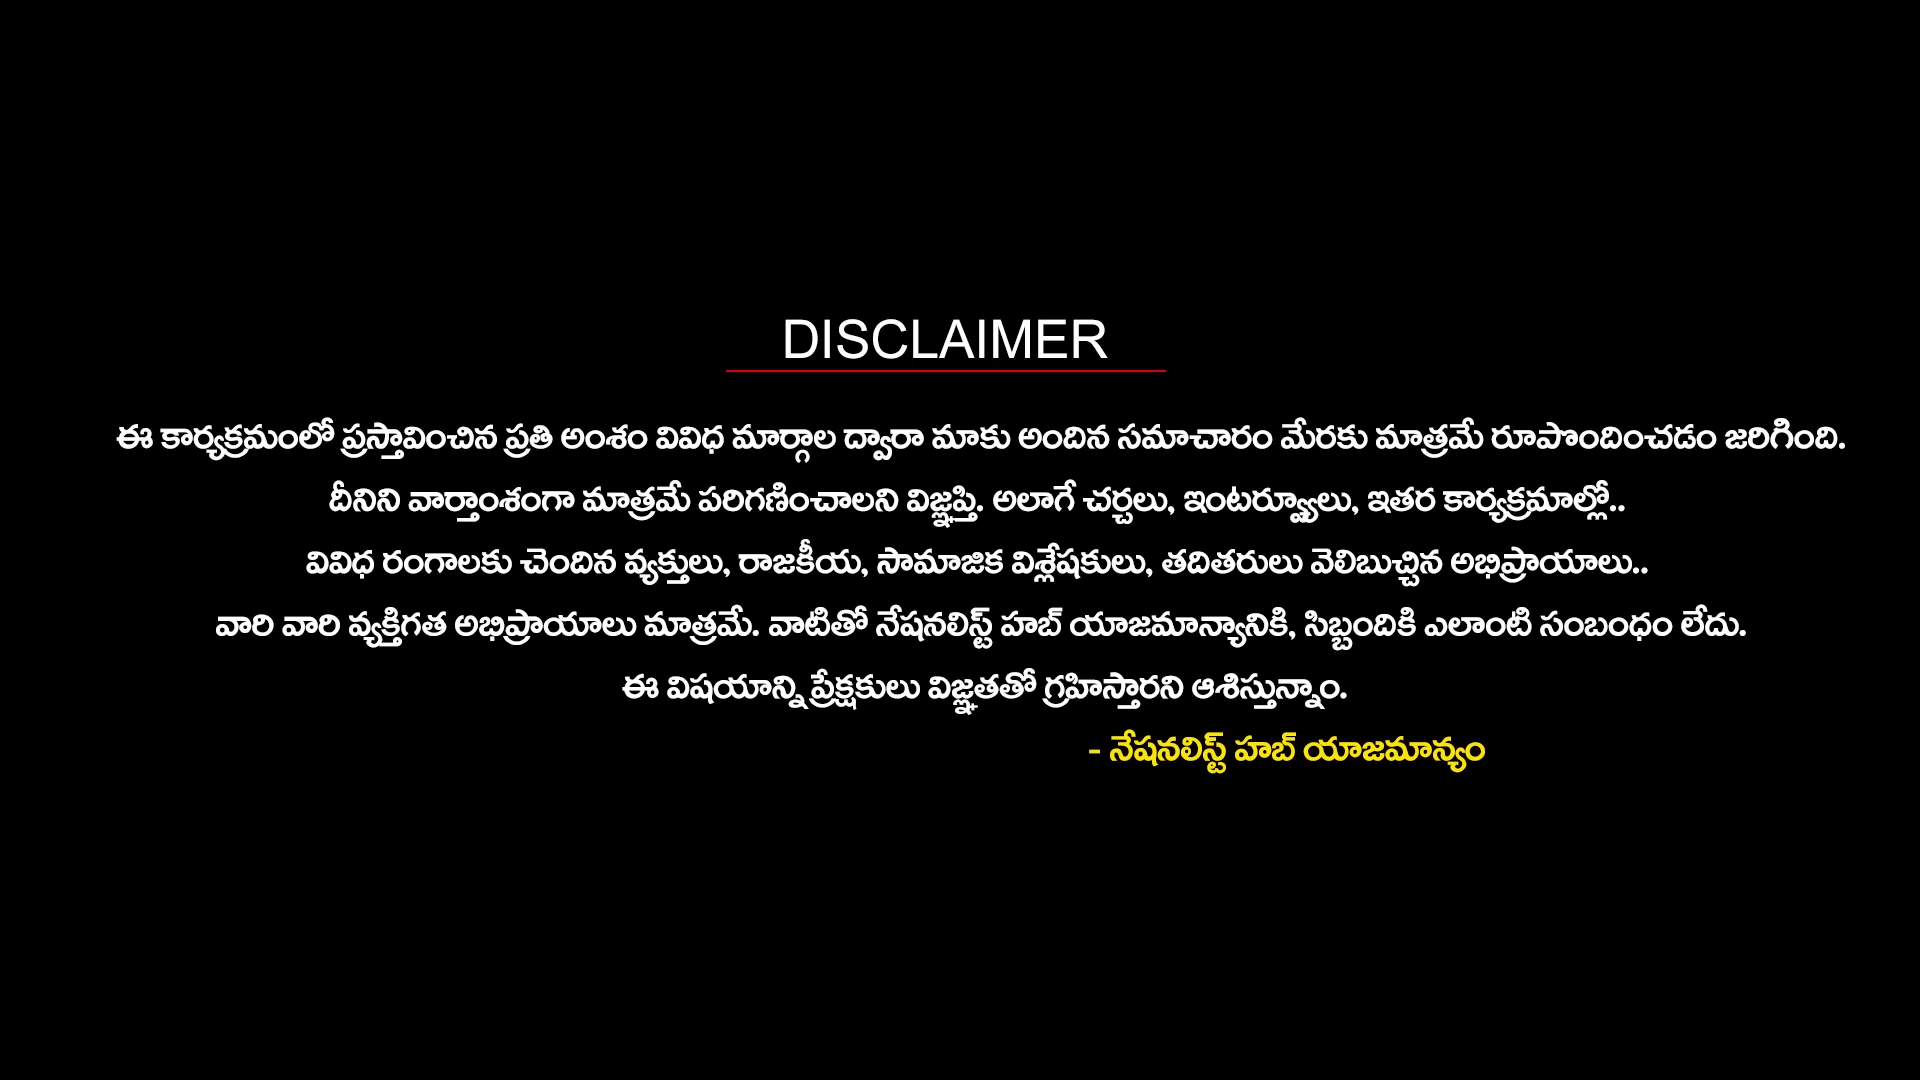 DISCLAIMER
ఈ కార్యక్రమంలో ప్రస్తావించిన ప్రతి అంశం వివిధ మార్గాల ద్వారా మాకు అందిన సమాచారం మేరకు మాత్రమే రూపొందించడం జరిగింది.
దీనిని వార్తాంశంగా మాత్రమే పరిగణించాలని విజ్ఞప్తి. అలాగే చర్చలు, ఇంటర్వ్యూలు, ఇతర కార్యక్రమాల్లో..
వివిధ రంగాలకు చెందిన వ్యక్తులు, రాజకీయ, సామాజిక విశ్లేషకులు, తదితరులు వెలిబుచ్చిన అభిప్రాయాలు..
వారి వారి వ్యక్తిగత అభిప్రాయాలు మాత్రమే. వాటితో నేషనలిస్ట్ హబ్ యాజమాన్యానికి, సిబ్బందికి ఎలాంటి సంబంధం లేదు.
ఈ విషయాన్ని ప్రేక్షకులు విజ్ఞతతో గ్రహిస్తారని ఆశిస్తున్నాం.
- నేషనలిస్ట్ హబ్ యాజమాన్యం